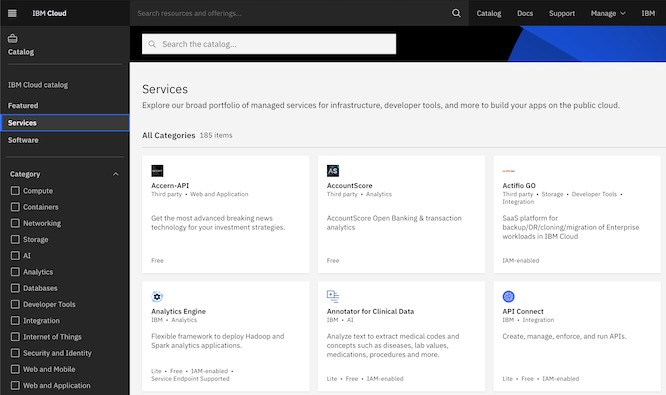 IBM Cloud
Search resources and offerings...
Catalog
Docs
Support
Manage
IBM
Catalog
IBM Cloud catalog
Featured
Services
Software
Category
Compute
Containers
Networking
Storage
AI
Analytics
Databases
Developer Tools
Integration
Internet of Things
Security and Identity
Web and Mobile
Web and Application
Search the catalog...
Services
Explore our broad portfolio of managed services for infrastructure, developer tools, and more to build your apps on the public cloud.
All Categories 185 items
Accern-API
Third party • Web and Application
Get the most advanced breaking news
technology for your investment strategies.
Free
AS
AccountScore
Third party • Analytics
AccountScore Open Banking & transaction
analytics
Free
Actifio GO
Third party • Storage • Developer Tools •
Integration
SaaS platform for
backup/DR/cloning/migration of Enterprise
workloads in IBM Cloud
IAM-enabled
Analytics Engine
IBM • Analytics
Flexible framework to deploy Hadoop and
Spark analytics applications.
Lite • Free • IAM-enabled •
Service Endpoint Supported
Annotator for Clinical Data
IBM • AI
Analyze text to extract medical codes and
concepts such as diseases, lab values,
medications, procedures and more.
Lite • Free • IAM-enabled
API Connect
IBM • Integration
Create, manage, enforce, and run APIs.
Lite • Free • IAM-enabled